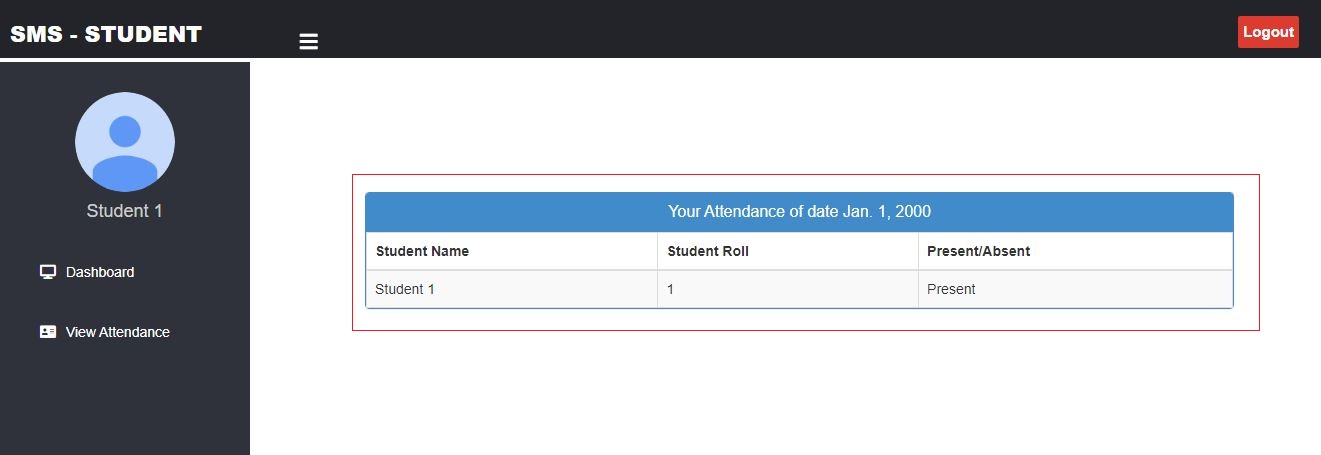 SMS - STUDENT
Logout
Student 1
Dashboard
View Attendance
Your Attendance of date Jan. 1, 2000
Student Name Student Roll Present/Absent
Student 1 1 Present